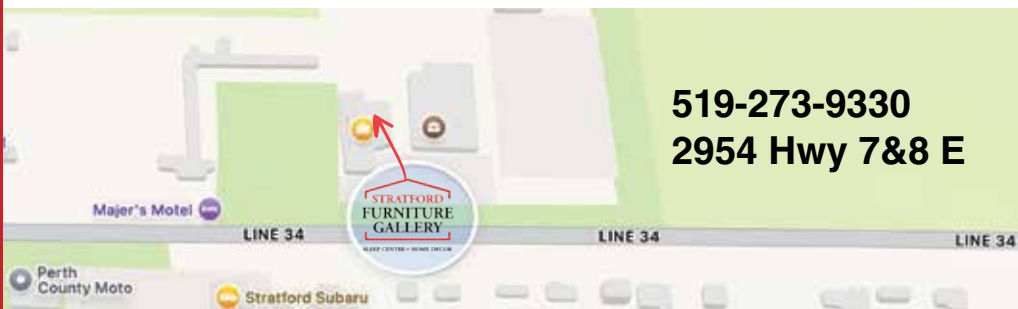 519-273-9330
2954 Hwy 7&8 E
STRATFORD
FURNITURE
GALLERY
SLEEP CENTRE • HOME DECOR
Majer's Motel
LINE 34
LINE 34
LINE 34
Perth
County Moto
Stratford Subaru